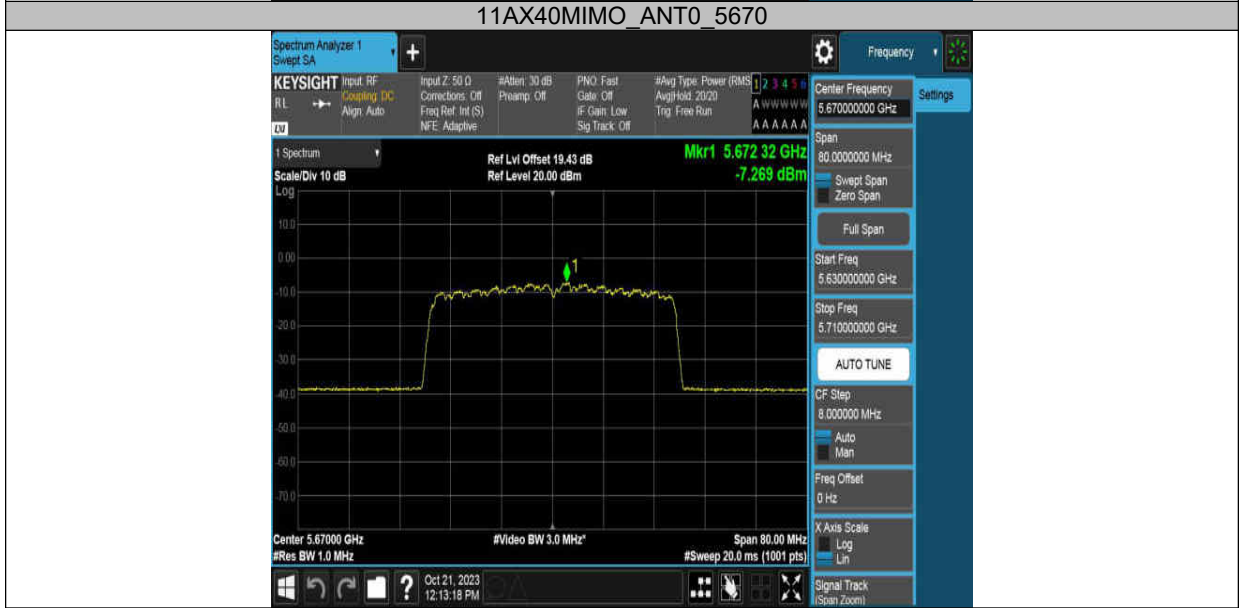 11AX40MIMO_ANT0_5670
Spectrum Analyzer 1
Swept SA
+
Frequency
KEYSIGHT
RL
LXI
Input: RF
Coupling: DC
Align: Auto
Input Z: 50 Ω
Corrections: Off
Freq Ref: Int (S)
NFE: Adaptive
#Atten: 30 dB
Preamp: Off
PNO: Fast
Gate: Off
IF Gain: Low
Sig Track: Off
#Avg Type: Power (RMS
Avg|Hold: 20/20
Trig: Free Run
1 2 3 4 5 6
A W W W W W
A A A A A A
Center Frequency
5.670000000 GHz
Settings
Span
80.0000000 MHz
Swept Span
Zero Span
Full Span
Start Freq
5.630000000 GHz
Stop Freq
5.710000000 GHz
AUTO TUNE
CF Step
8.000000 MHz
Auto
Man
Freq Offset
0 Hz
X Axis Scale
Log
Lin
Signal Track
(Span Zoom)
1 Spectrum
Scale/Div 10 dB
Ref Lvl Offset 19.43 dB
Ref Level 20.00 dBm
Mkr1 5.672 32 GHz
-7.269 dBm
Log
10.0
0.00
-10.0
-20.0
-30.0
-40.0
-50.0
-60.0
-70.0
1
Center 5.67000 GHz
#Res BW 1.0 MHz
#Video BW 3.0 MHz*
Span 80.00 MHz
#Sweep 20.0 ms (1001 pts)
?
Oct 21, 2023
12:13:18 PM